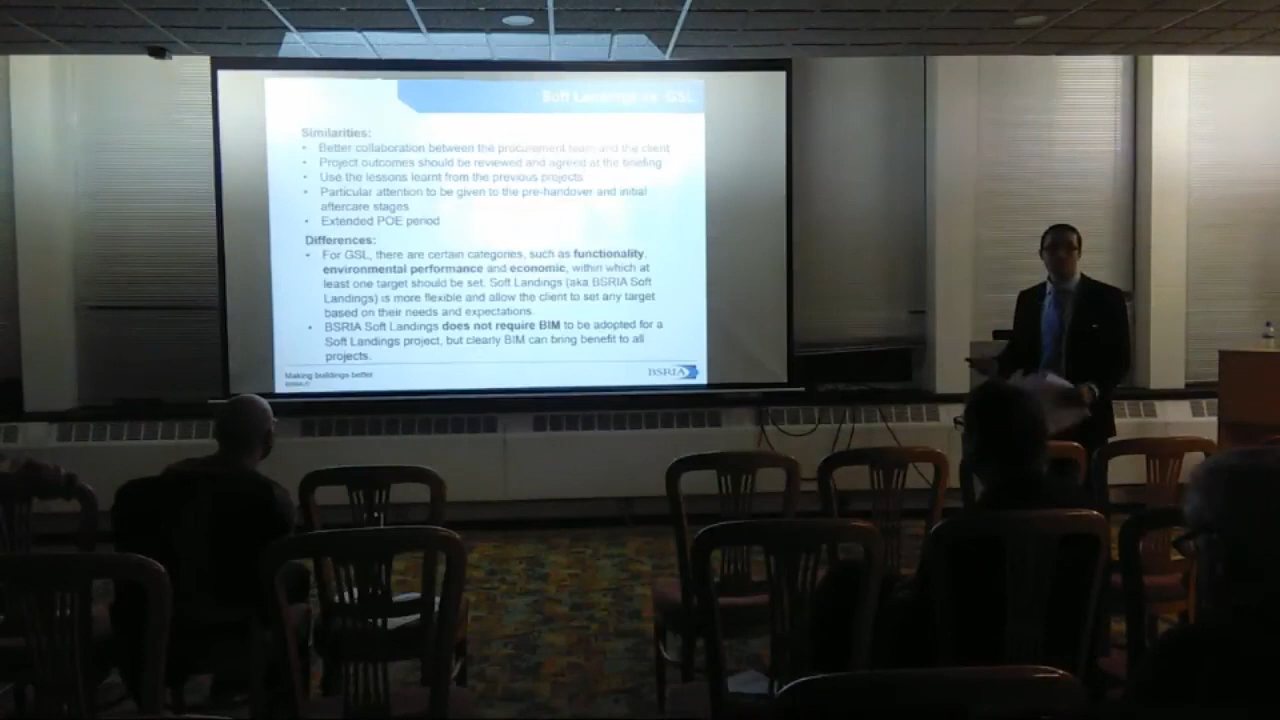 Soft Landings vs. GSL
Similarities:
• Better collaboration between the procurement team and the client
• Project outcomes should be reviewed and agreed at the briefing
• Use the lessons learnt from the previous projects
• Particular attention to be given to the pre-handover and initial
aftercare stages
• Extended POE period
Differences:
• For GSL, there are certain categories, such as functionality,
environmental performance and economic, within which at
least one target should be set. Soft Landings (aka BSRIA Soft
Landings) is more flexible and allow the client to set any target
based on their needs and expectations.
• BSRIA Soft Landings does not require BIM to be adopted for a
Soft Landings project, but clearly BIM can bring benefit to all
projects.
Making buildings better
BSRIA